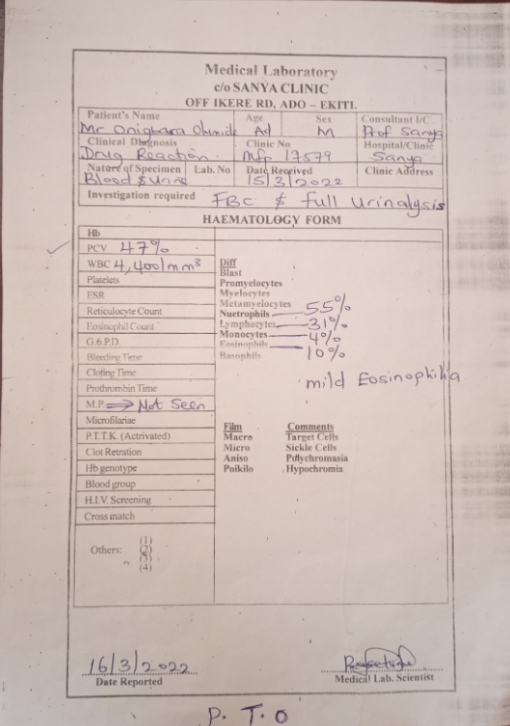 Medical Laboratory
c/o SANYA CLINIC
OFF IKERE RD, ADO – EKITI.
Patient's Name Age Sex Consultant I/C
Mr Onigbara Ad M Prof Sanya
Clinical Diagnosis Clinic No Hospital/Clinic
Drug Reaction. Mfp 17579 Sanya
Nature of Specimen Lab. No Date Received Clinic Address
Blood & Urine 15/3/2022
Investigation required FBC & Full Urinalysis
HAEMATOLOGY FORM
Hb
PCV 47%
WBC 4,400/mm³ Diff
Blast
Platelets Promyelocytes
ESR Myelocytes
Metamyelocytes
Reticulocyte Count Nuetrophils 55%
Eosinophil Count Lymphocytes 31%
G.6.P.D. Monocytes 4%
Eosinophils 10%
Bleeding Time Basophils
Cloting Time
mild Eosinophilia
Prothrombin Time
M.P. → Not Seen
Microfilariae
Film Comments
P.T.T.K. (Actrivated) Macro Target Cells
Clot Retration Micro Sickle Cells
Aniso Polychromasia
Hb genotype Poikilo Hypochromia
Blood group
H.I.V. Screening
Cross match
Others: (1)
(2)
(3)
(4)
16/3/2022
Date Reported Medical Lab. Scientist
P. T. O